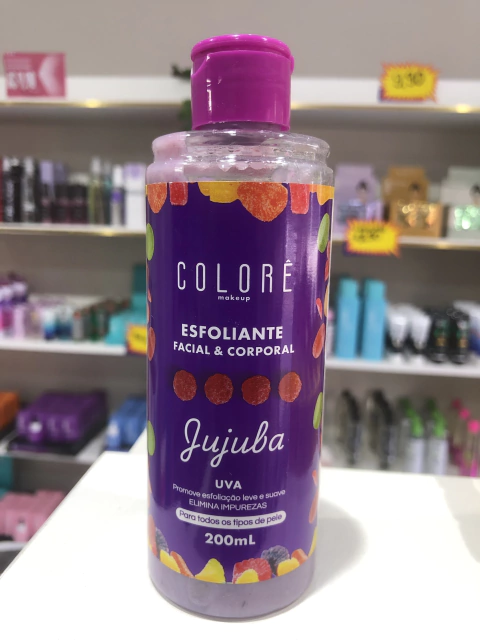 COLORÊ
makeup
ESFOLIANTE
FACIAL & CORPORAL
Jujuba
UVA
Promove esfoliação leve e suave
ELIMINA IMPUREZAS
Para todos os tipos de pele
200mL